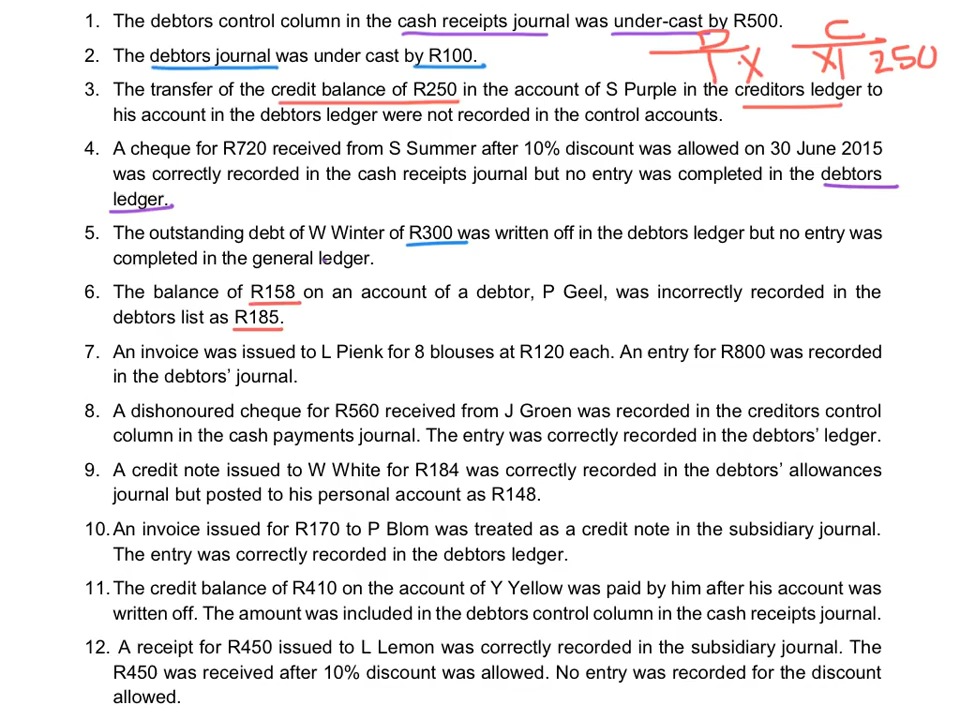 1. The debtors control column in the cash receipts journal was under-cast by R500.
2. The debtors journal was under cast by R100.
D C
X X 250
3. The transfer of the credit balance of R250 in the account of S Purple in the creditors ledger to
his account in the debtors ledger were not recorded in the control accounts.
4. A cheque for R720 received from S Summer after 10% discount was allowed on 30 June 2015
was correctly recorded in the cash receipts journal but no entry was completed in the debtors
ledger.
5. The outstanding debt of W Winter of R300 was written off in the debtors ledger but no entry was
completed in the general ledger.
6. The balance of R158 on an account of a debtor, P Geel, was incorrectly recorded in the
debtors list as R185.
7. An invoice was issued to L Pienk for 8 blouses at R120 each. An entry for R800 was recorded
in the debtors’ journal.
8. A dishonoured cheque for R560 received from J Groen was recorded in the creditors control
column in the cash payments journal. The entry was correctly recorded in the debtors’ ledger.
9. A credit note issued to W White for R184 was correctly recorded in the debtors’ allowances
journal but posted to his personal account as R148.
10. An invoice issued for R170 to P Blom was treated as a credit note in the subsidiary journal.
The entry was correctly recorded in the debtors ledger.
11. The credit balance of R410 on the account of Y Yellow was paid by him after his account was
written off. The amount was included in the debtors control column in the cash receipts journal.
12. A receipt for R450 issued to L Lemon was correctly recorded in the subsidiary journal. The
R450 was received after 10% discount was allowed. No entry was recorded for the discount
allowed.